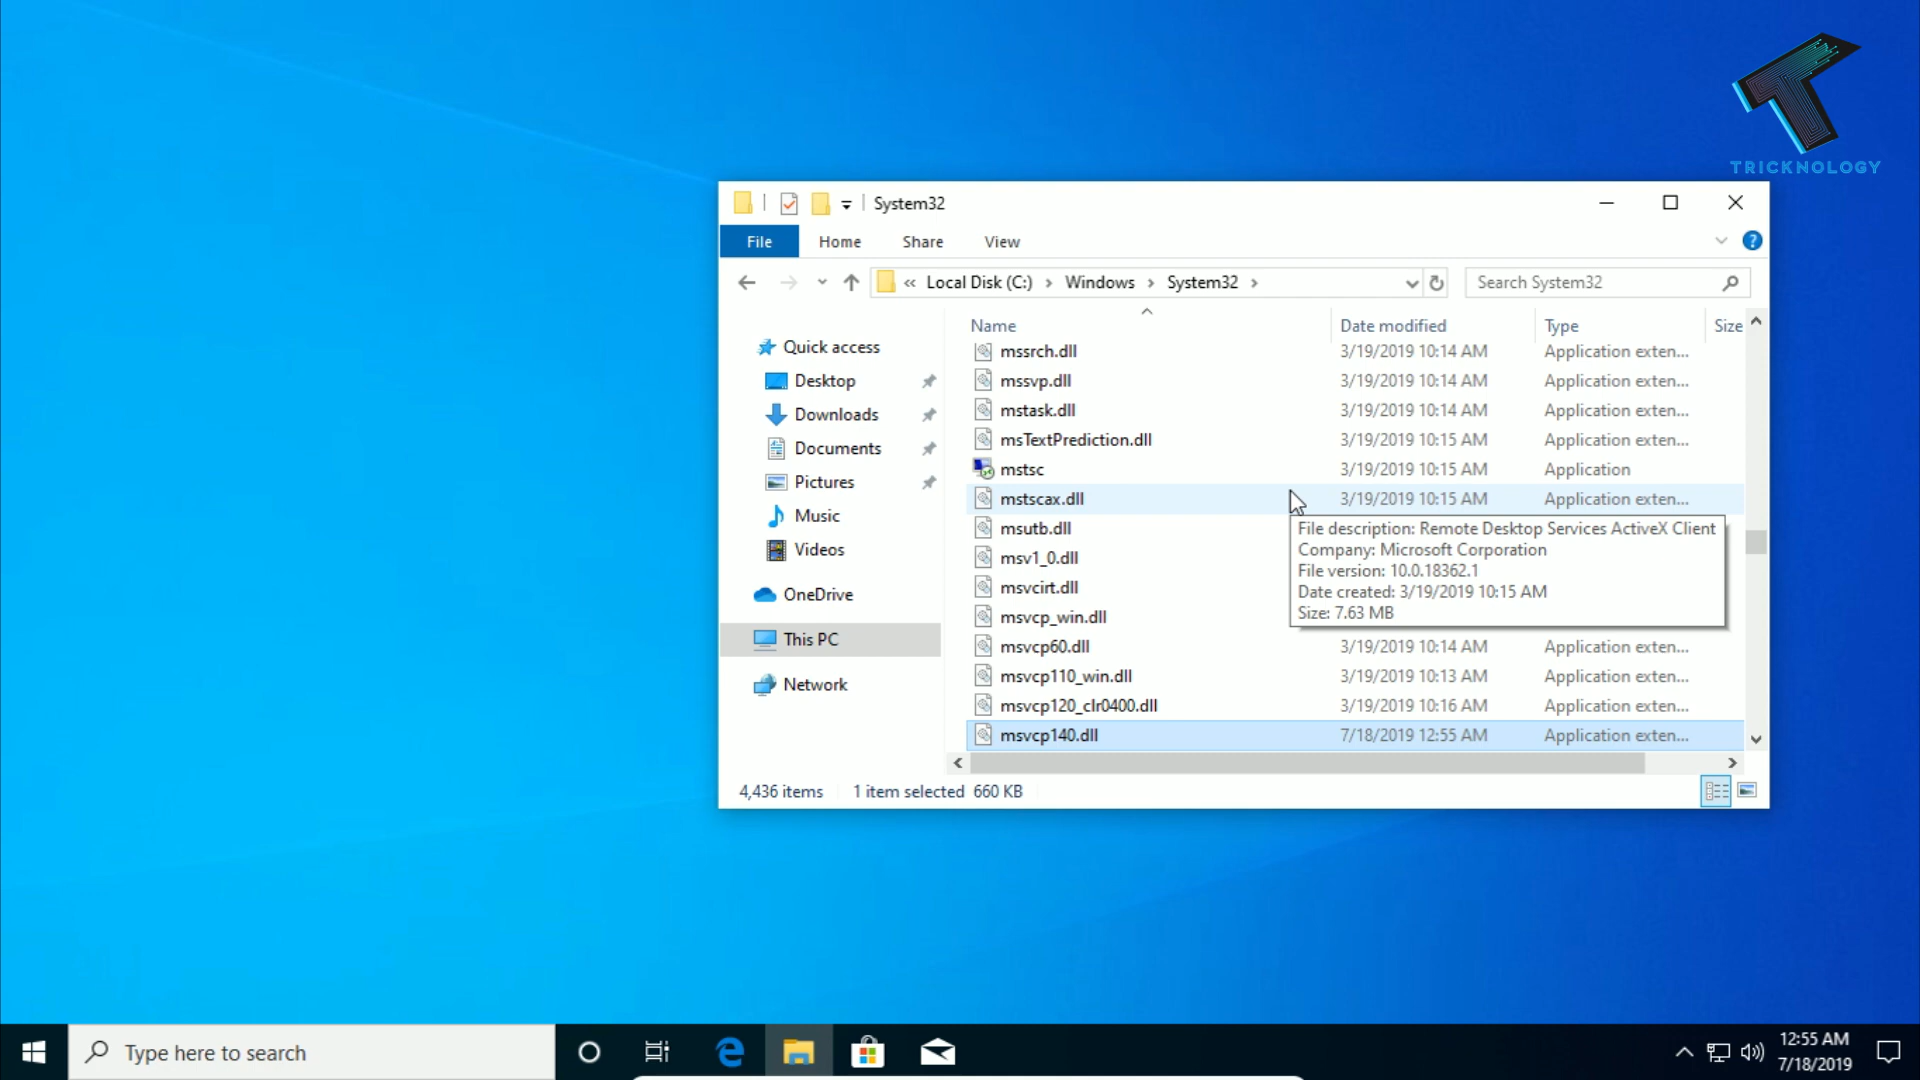 TRICKNOLOGY
System32
File Home Share View
?
« Local Disk (C:) › Windows › System32 ›
Search System32
Name Date modified Type Size
Quick access
Desktop
Downloads
Documents
Pictures
Music
Videos
OneDrive
This PC
Network
mssrch.dll 3/19/2019 10:14 AM Application exten...
mssvp.dll 3/19/2019 10:14 AM Application exten...
mstask.dll 3/19/2019 10:14 AM Application exten...
msTextPrediction.dll 3/19/2019 10:15 AM Application exten...
mstsc 3/19/2019 10:15 AM Application
mstscax.dll 3/19/2019 10:15 AM Application exten...
msutb.dll
msv1_0.dll
msvcirt.dll
msvcp_win.dll
File description: Remote Desktop Services ActiveX Client
Company: Microsoft Corporation
File version: 10.0.18362.1
Date created: 3/19/2019 10:15 AM
Size: 7.63 MB
msvcp60.dll 3/19/2019 10:14 AM Application exten...
msvcp110_win.dll 3/19/2019 10:13 AM Application exten...
msvcp120_clr0400.dll 3/19/2019 10:16 AM Application exten...
msvcp140.dll 7/18/2019 12:55 AM Application exten...
4,436 items 1 item selected 660 KB
Type here to search
12:55 AM
7/18/2019